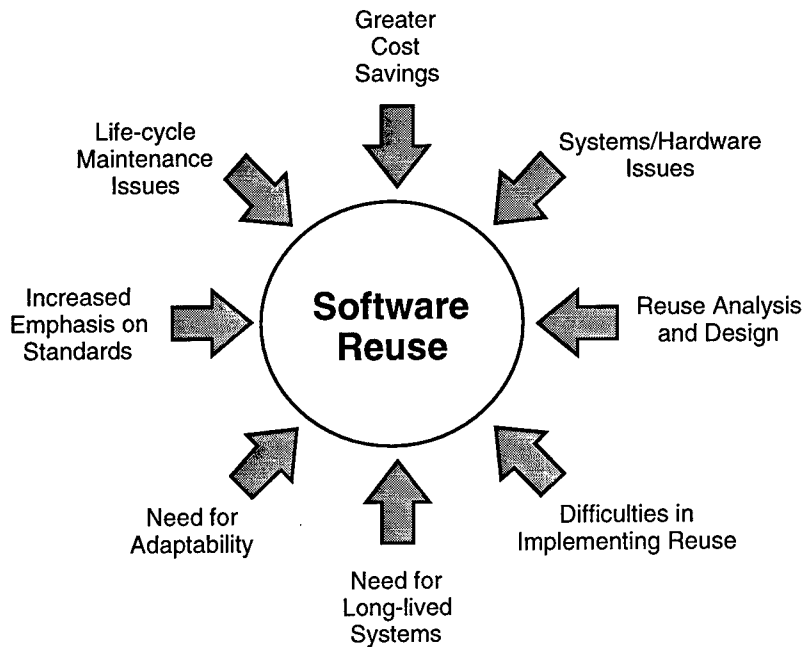 Greater
Cost
Savings
Life-cycle
Maintenance
Issues
Systems/Hardware
Issues
Increased
Emphasis on
Standards
Software
Reuse
Reuse Analysis
and Design
Need for
Adaptability
Difficulties in
Implementing Reuse
Need for
Long-lived
Systems